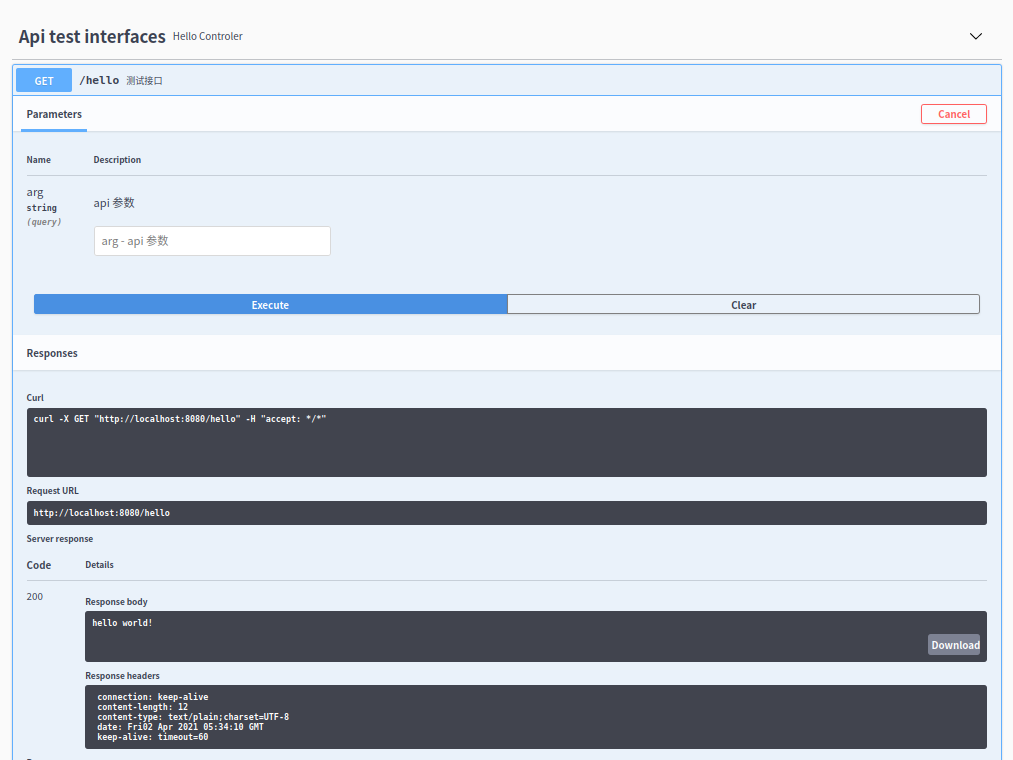 Api test interfaces Hello Controler
GET /hello 测试接口
Parameters Cancel
Name Description
arg
string
(query)
api 参数
arg - api 参数
Execute Clear
Responses
Curl
curl -X GET "http://localhost:8080/hello" -H "accept: */*"
Request URL
http://localhost:8080/hello
Server response
Code Details
200
Response body
hello world!
Download
Response headers
connection: keep-alive
content-length: 12
content-type: text/plain;charset=UTF-8
date: Fri02 Apr 2021 05:34:10 GMT
keep-alive: timeout=60